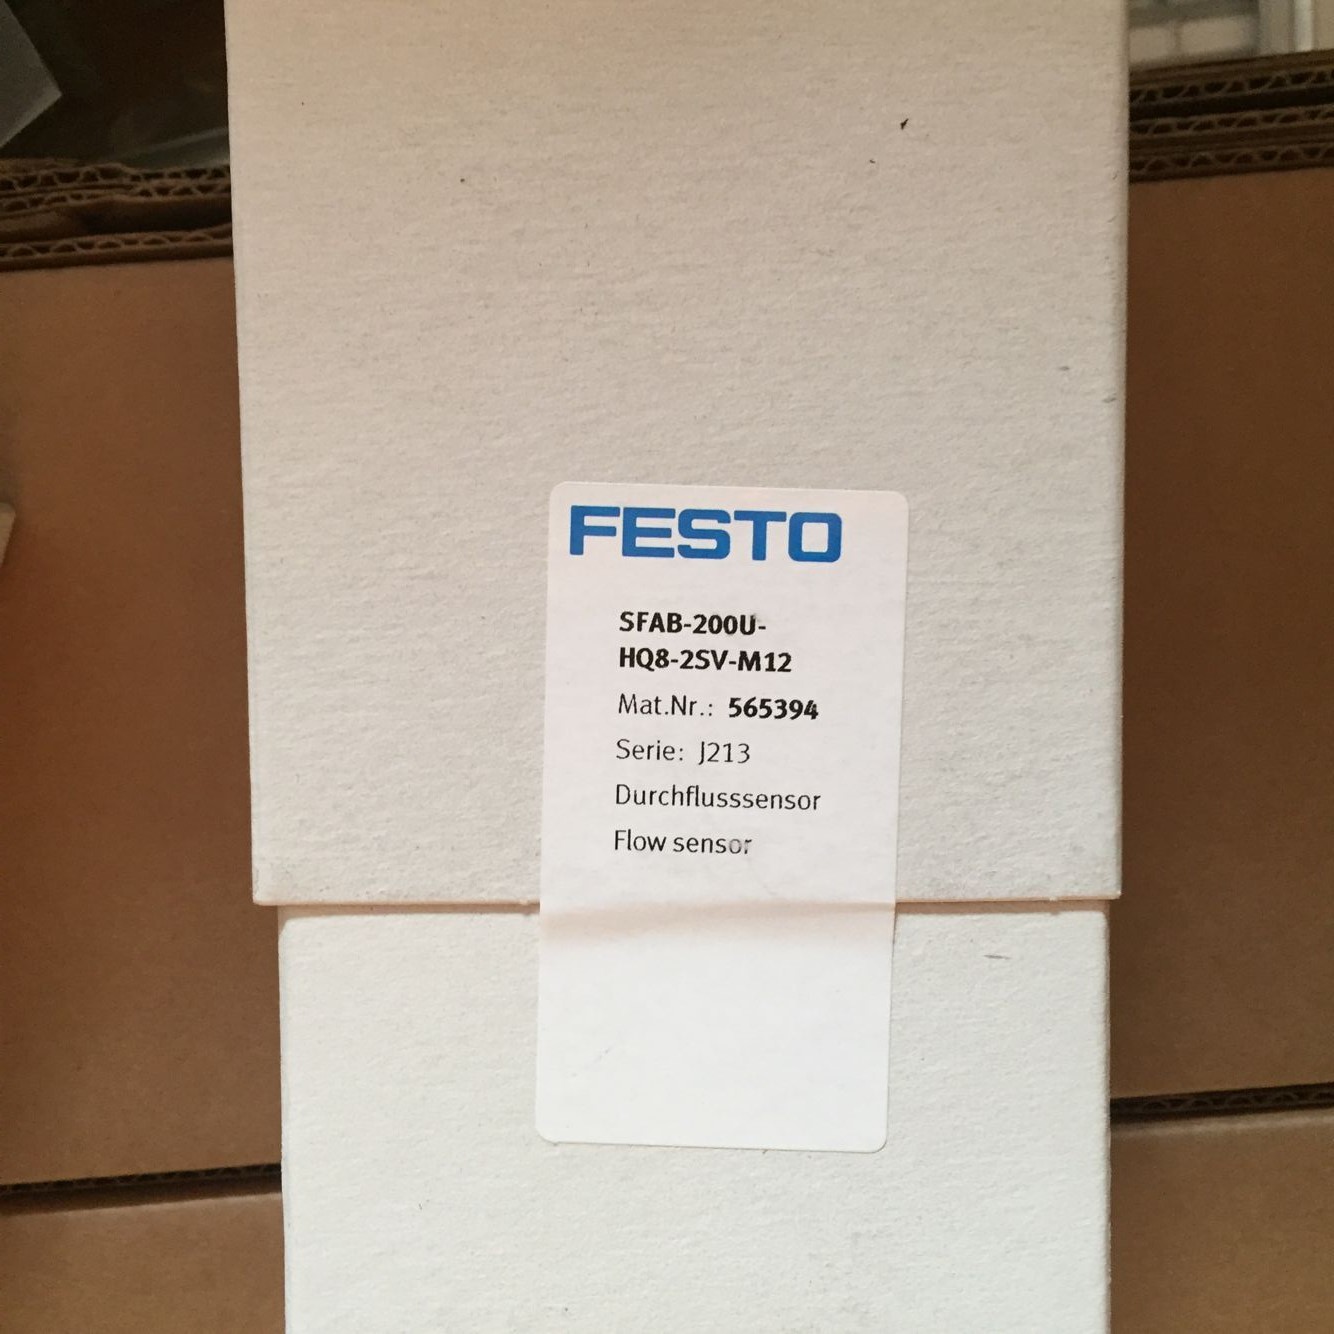 FESTO
SFAB-200U-
HQ8-2SV-M12
Mat.Nr.: 565394
Serie: J213
Durchflusssensor
Flow sensor